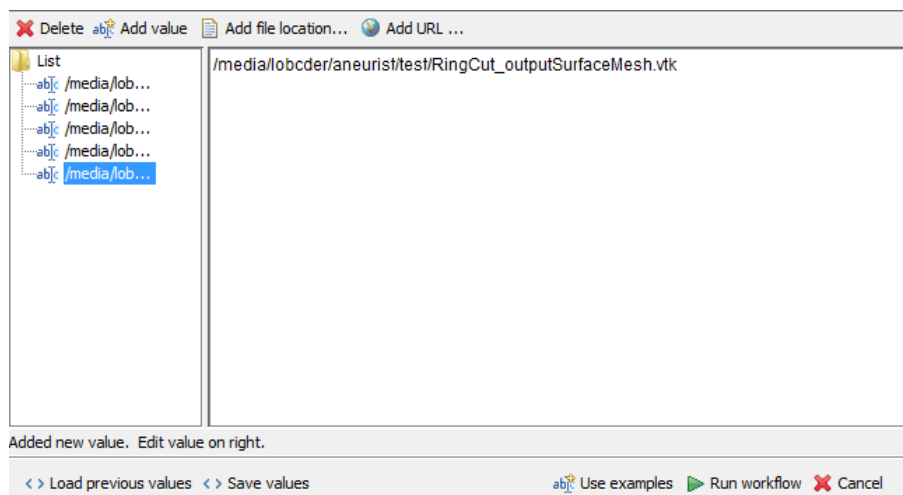 Delete Add value Add file location... Add URL ...
List
/media/lob...
/media/lob...
/media/lob...
/media/lob...
/media/lob...
/media/lobcder/aneurist/test/RingCut_outputSurfaceMesh.vtk
Added new value. Edit value on right.
<> Load previous values <> Save values Use examples Run workflow Cancel